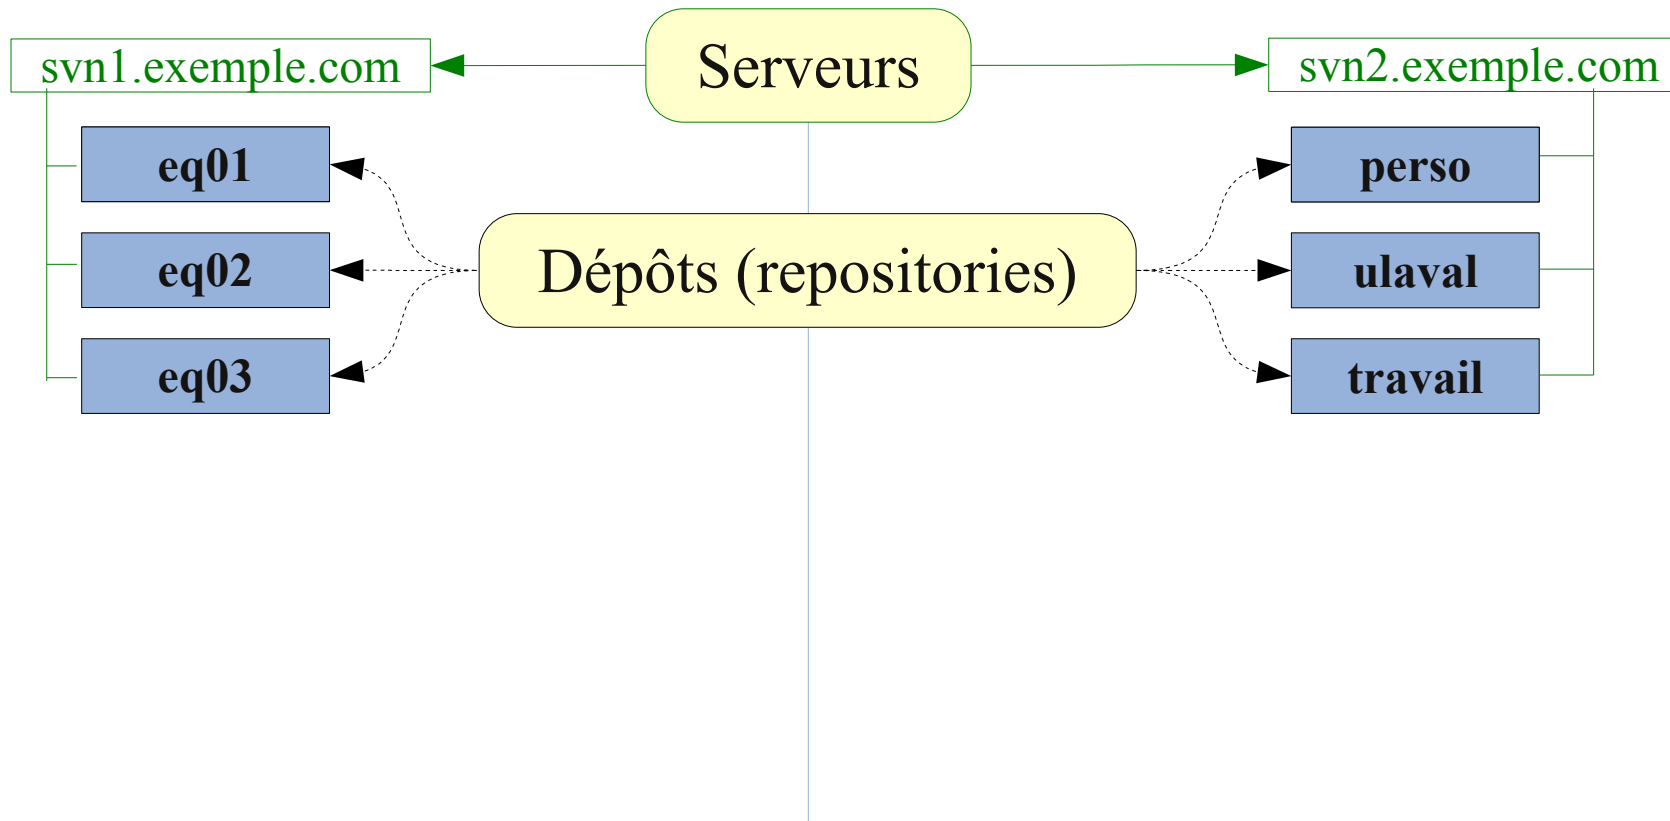 Serveurs
svn1.exemple.com
svn2.exemple.com
Dépôts (repositories)
eq01
eq02
eq03
perso
ulaval
travail